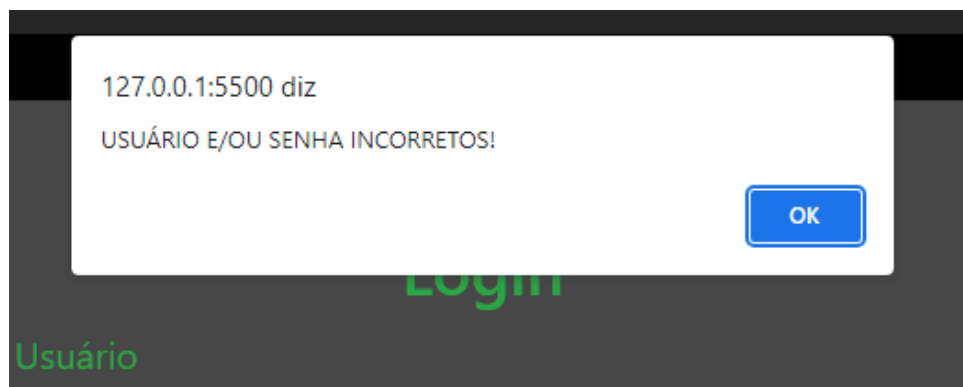 127.0.0.1:5500 diz
USUÁRIO E/OU SENHA INCORRETOS!
OK
Login
Usuário